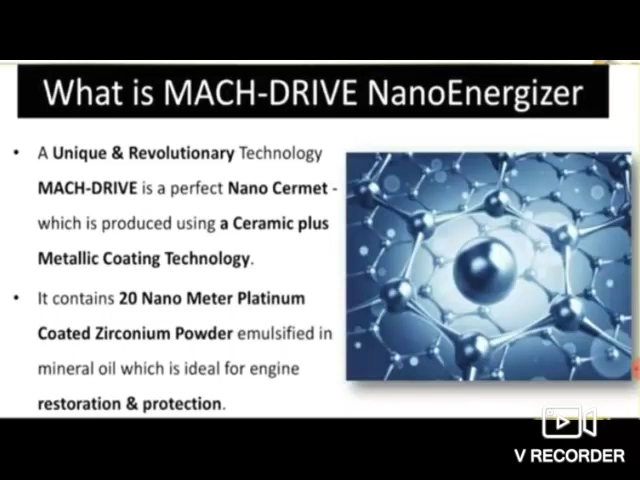 What is MACH-DRIVE NanoEnergizer
• A Unique & Revolutionary Technology
MACH-DRIVE is a perfect Nano Cermet -
which is produced using a Ceramic plus
Metallic Coating Technology.
• It contains 20 Nano Meter Platinum
Coated Zirconium Powder emulsified in
mineral oil which is ideal for engine
restoration & protection.
V RECORDER